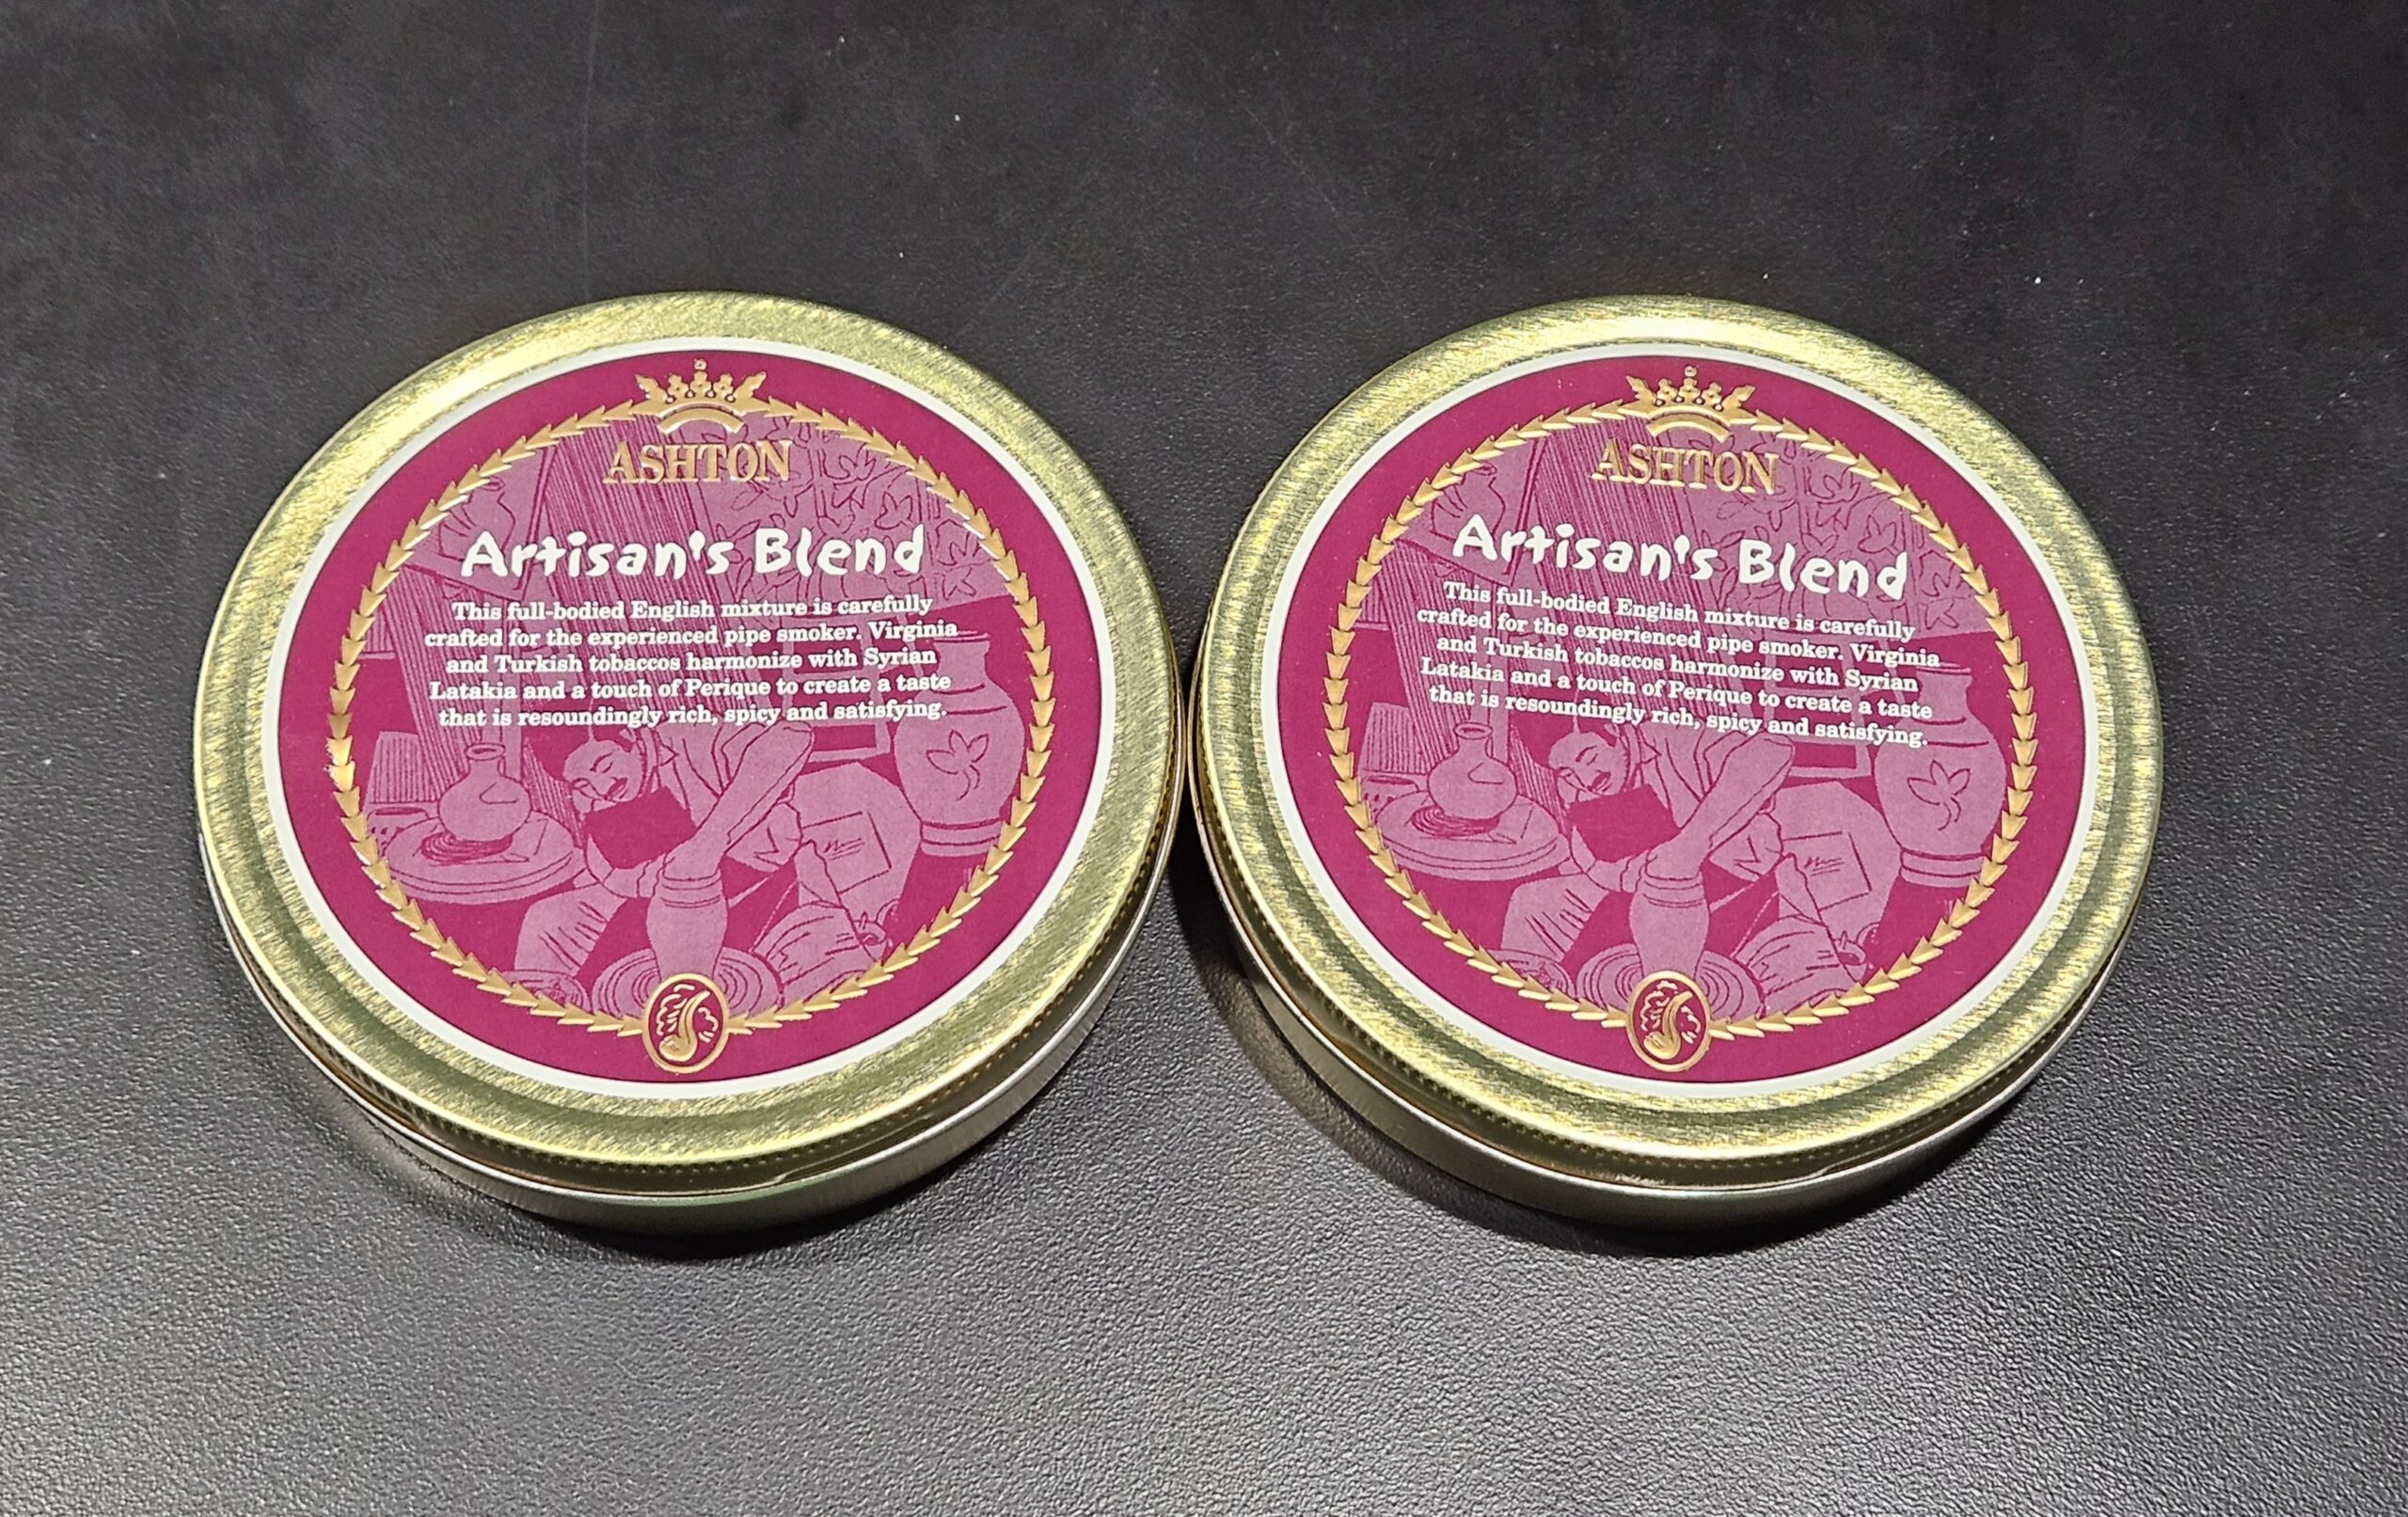 ASHTON
Artisan's Blend
This full-bodied English mixture is carefully
crafted for the experienced pipe smoker. Virginia
and Turkish tobaccos harmonize with Syrian
Latakia and a touch of Perique to create a taste
that is resoundingly rich, spicy and satisfying.
ASHTON
Artisan's Blend
This full-bodied English mixture is carefully
crafted for the experienced pipe smoker. Virginia
and Turkish tobaccos harmonize with Syrian
Latakia and a touch of Perique to create a taste
that is resoundingly rich, spicy and satisfying.